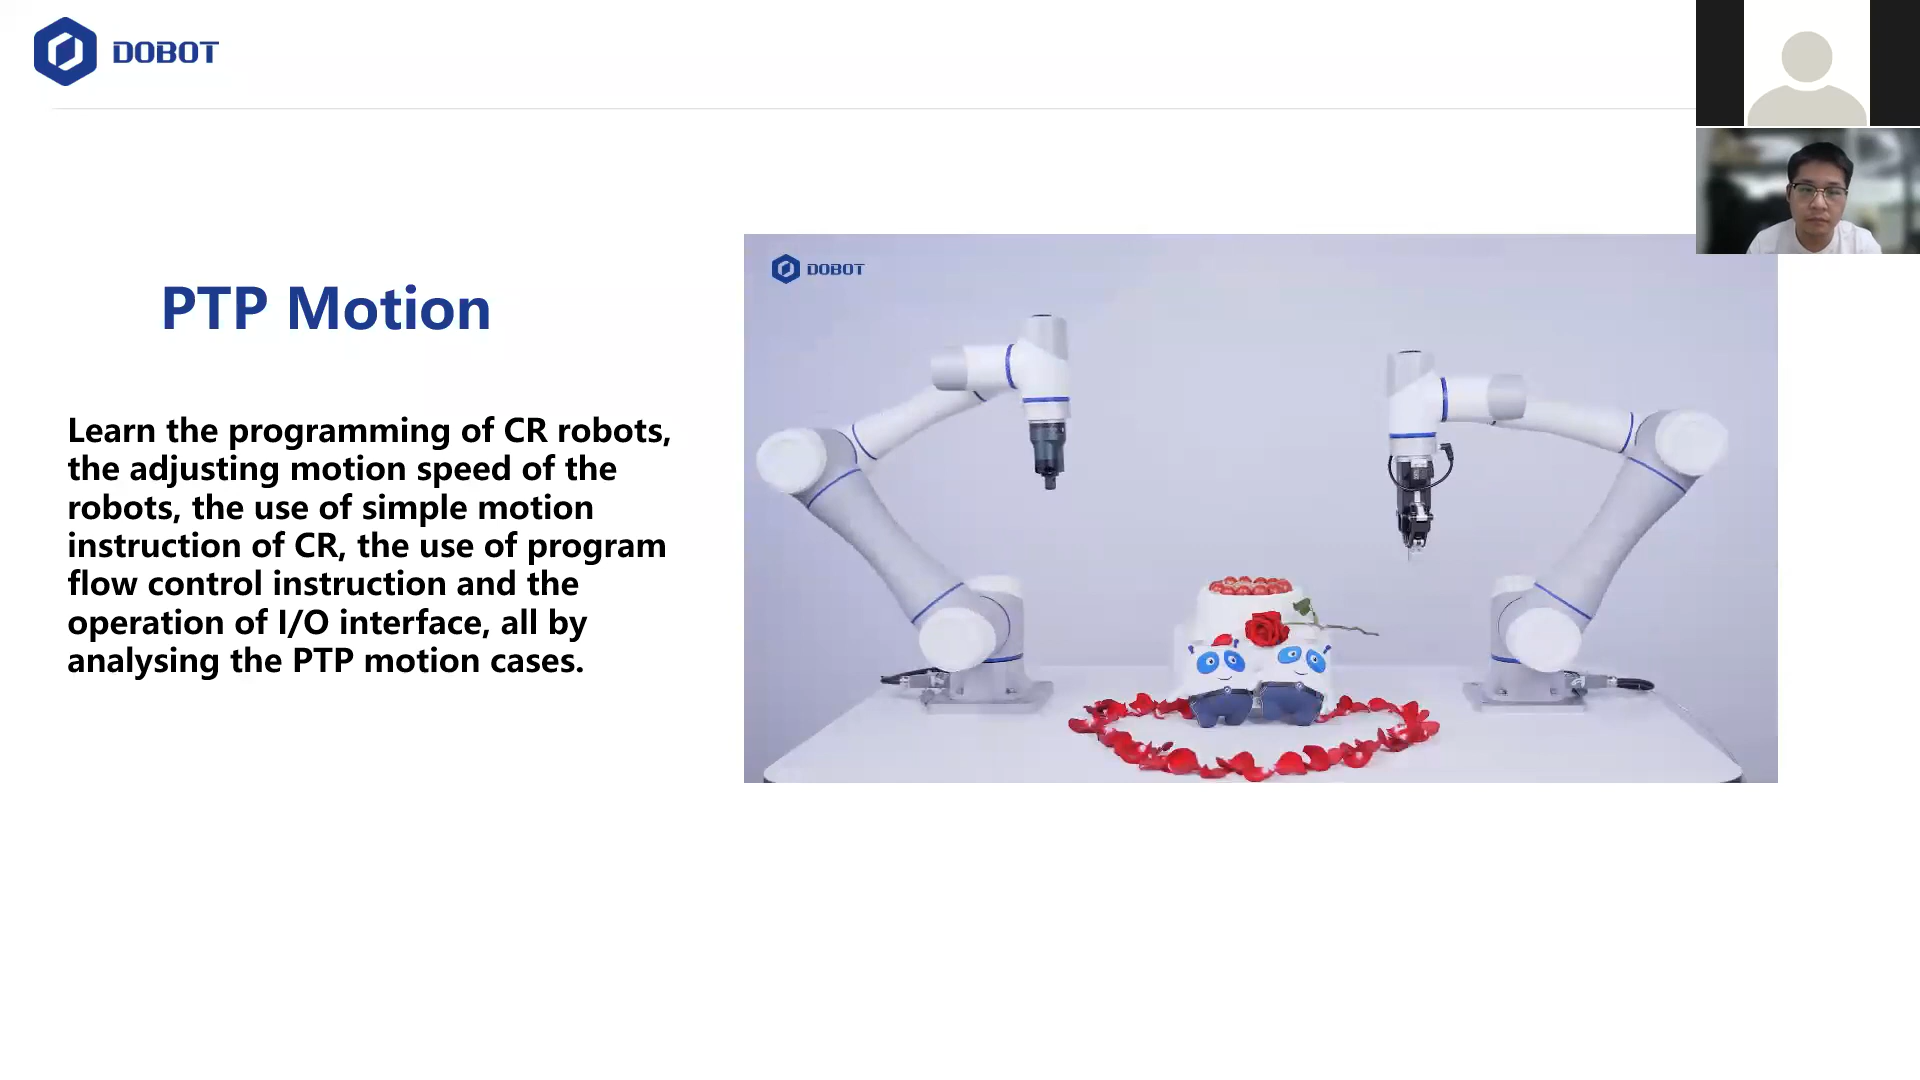 DOBOT
PTP Motion
Learn the programming of CR robots,
the adjusting motion speed of the
robots, the use of simple motion
instruction of CR, the use of program
flow control instruction and the
operation of I/O interface, all by
analysing the PTP motion cases.
DOBOT